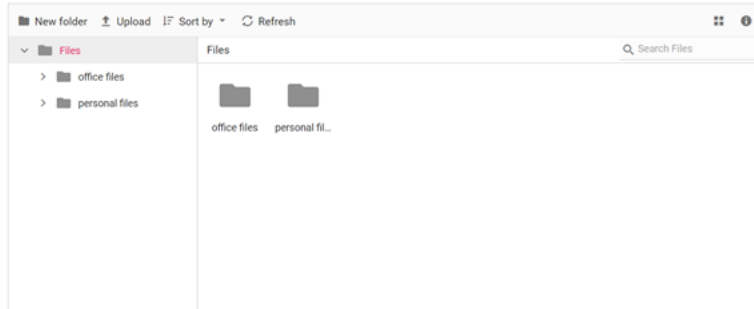 New folder Upload Sort by Refresh
Files
office files
personal files
Files
Search Files
office files
personal fil...